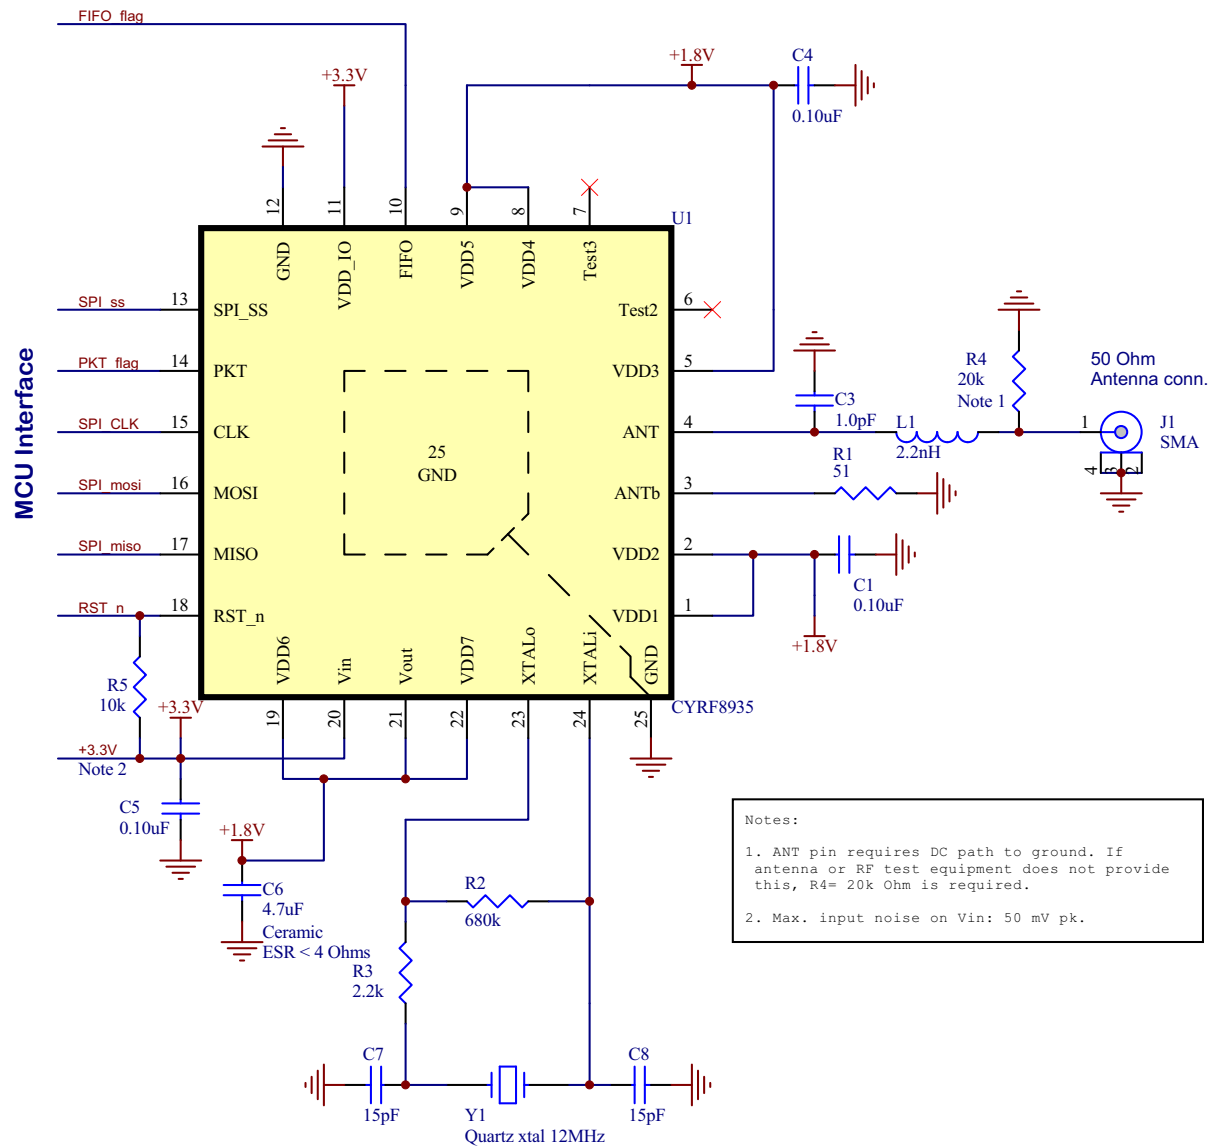 FIFO_flag
+3.3V
+1.8V
C4
0.10uF
12
11
10
9
8
7
U1
GND
VDD_IO
FIFO
VDD5
VDD4
Test3
MCU Interface
SPI_ss
13
SPI_SS
Test2
6
PKT_flag
14
PKT
VDD3
5
SPI_CLK
15
CLK
ANT
4
SPI_mosi
16
MOSI
ANTb
3
SPI_miso
17
MISO
VDD2
2
RST_n
18
RST_n
VDD1
1
25
GND
C3
1.0pF
L1
2.2nH
R4
20k
Note 1
50 Ohm
Antenna conn.
1
J1
SMA
4
3
2
R1
51
C1
0.10uF
+1.8V
VDD6
Vin
Vout
VDD7
XTALo
XTALi
GND
CYRF8935
19
20
21
22
23
24
25
R5
10k
+3.3V
+3.3V
Note 2
C5
0.10uF
+1.8V
C6
4.7uF
Ceramic
ESR < 4 Ohms
R2
680k
R3
2.2k
C7
15pF
Y1
Quartz xtal 12MHz
C8
15pF
Notes:
1. ANT pin requires DC path to ground. If
antenna or RF test equipment does not provide
this, R4= 20k Ohm is required.
2. Max. input noise on Vin: 50 mV pk.